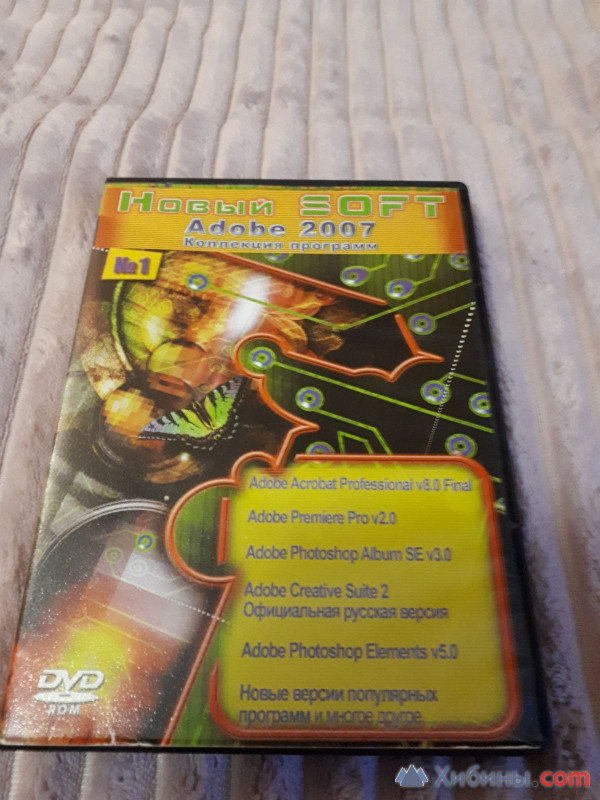 Новый SOFT
Adobe 2007
Коллекция программ
№1
Adobe Acrobat Professional v8.0 Final
Adobe Premiere Pro v2.0
Adobe Photoshop Album SE v3.0
Adobe Creative Suite 2
Официальная русская версия
Adobe Photoshop Elements v5.0
Новые версии популярных
программ и многое другое...
DVD
ROM
Хибины.com